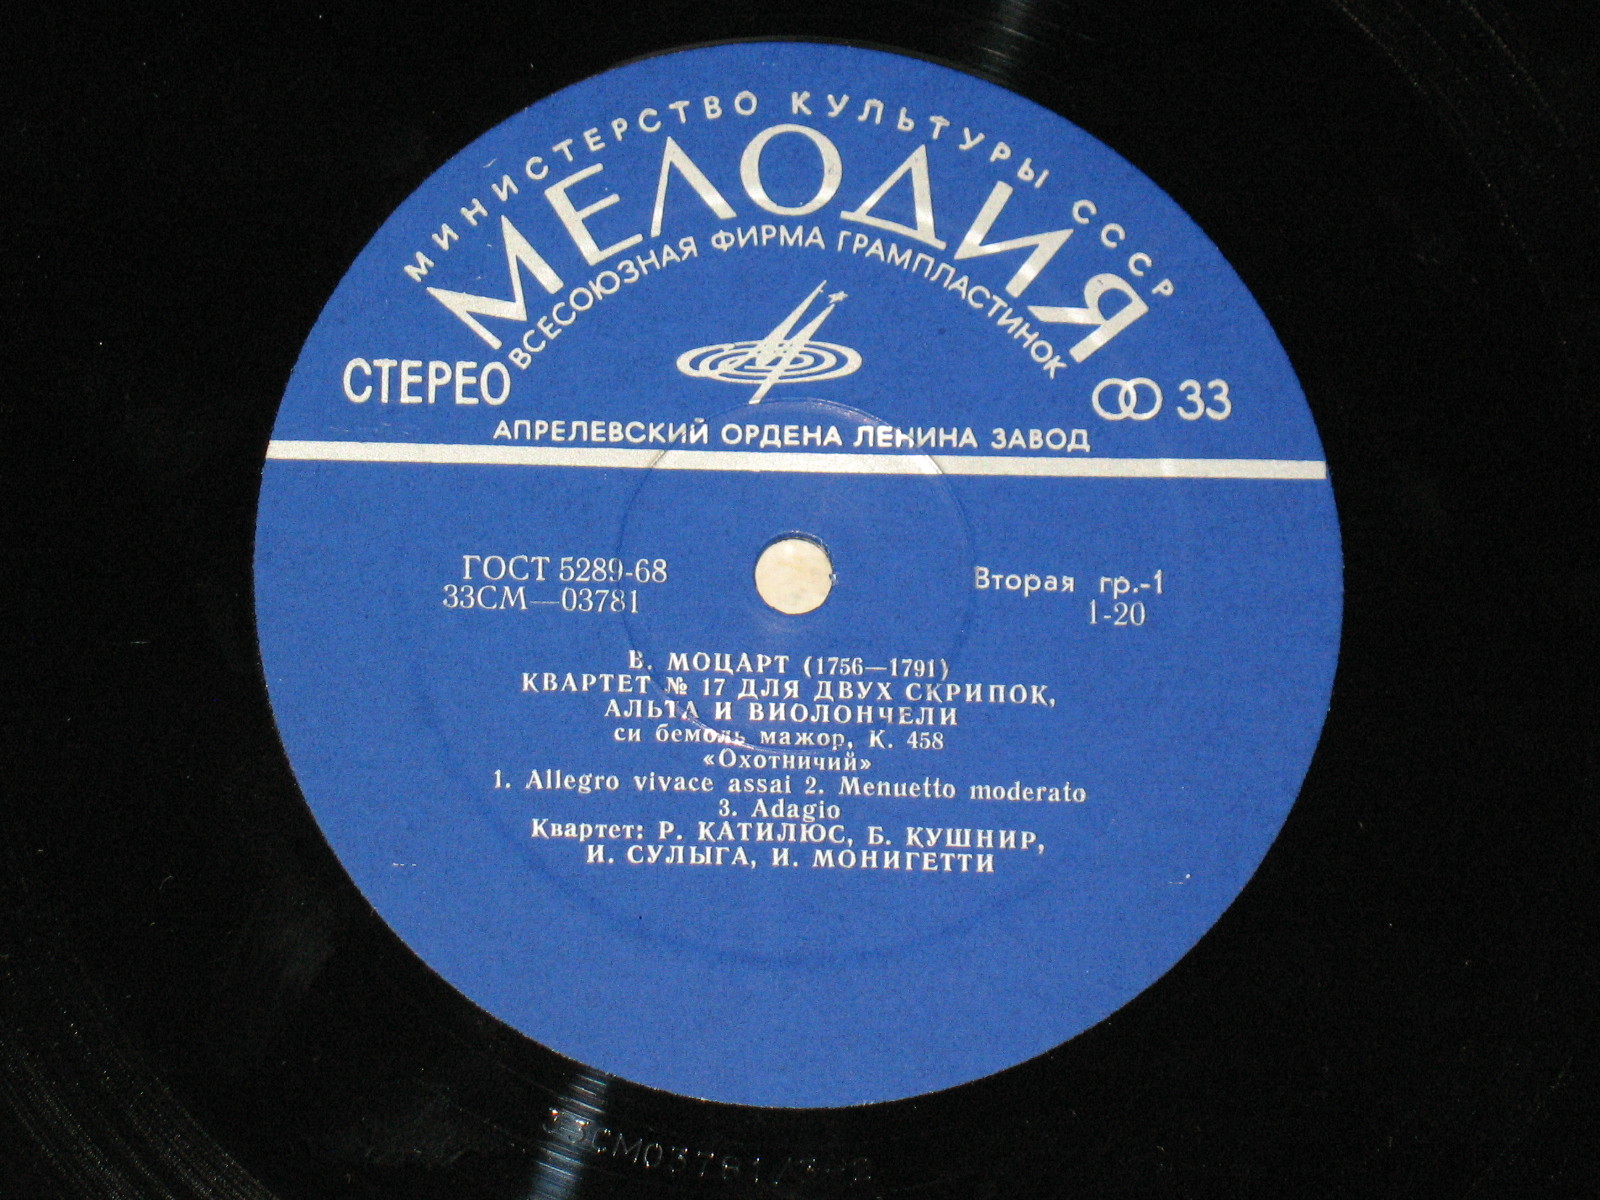 МИНИСТЕРСТВО КУЛЬТУРЫ СССР
МЕЛОДИЯ
ВСЕСОЮЗНАЯ ФИРМА ГРАМПЛАСТИНОК
СТЕРЕО
33
АПРЕЛЕВСКИЙ ОРДЕНА ЛЕНИНА ЗАВОД
ГОСТ 5289-68
33СМ—03781
Вторая гр.-1
1-20
В. МОЦАРТ (1756—1791)
КВАРТЕТ № 17 ДЛЯ ДВУХ СКРИПОК,
АЛЬТА И ВИОЛОНЧЕЛИ
си бемоль мажор, К. 458
«Охотничий»
1. Allegro vivace assai 2. Menuetto moderato
3. Adagio
Квартет: Р. КАТИЛЮС, Б. КУШНИР,
И. СУЛЫГА, И. МОНИГЕТТИ